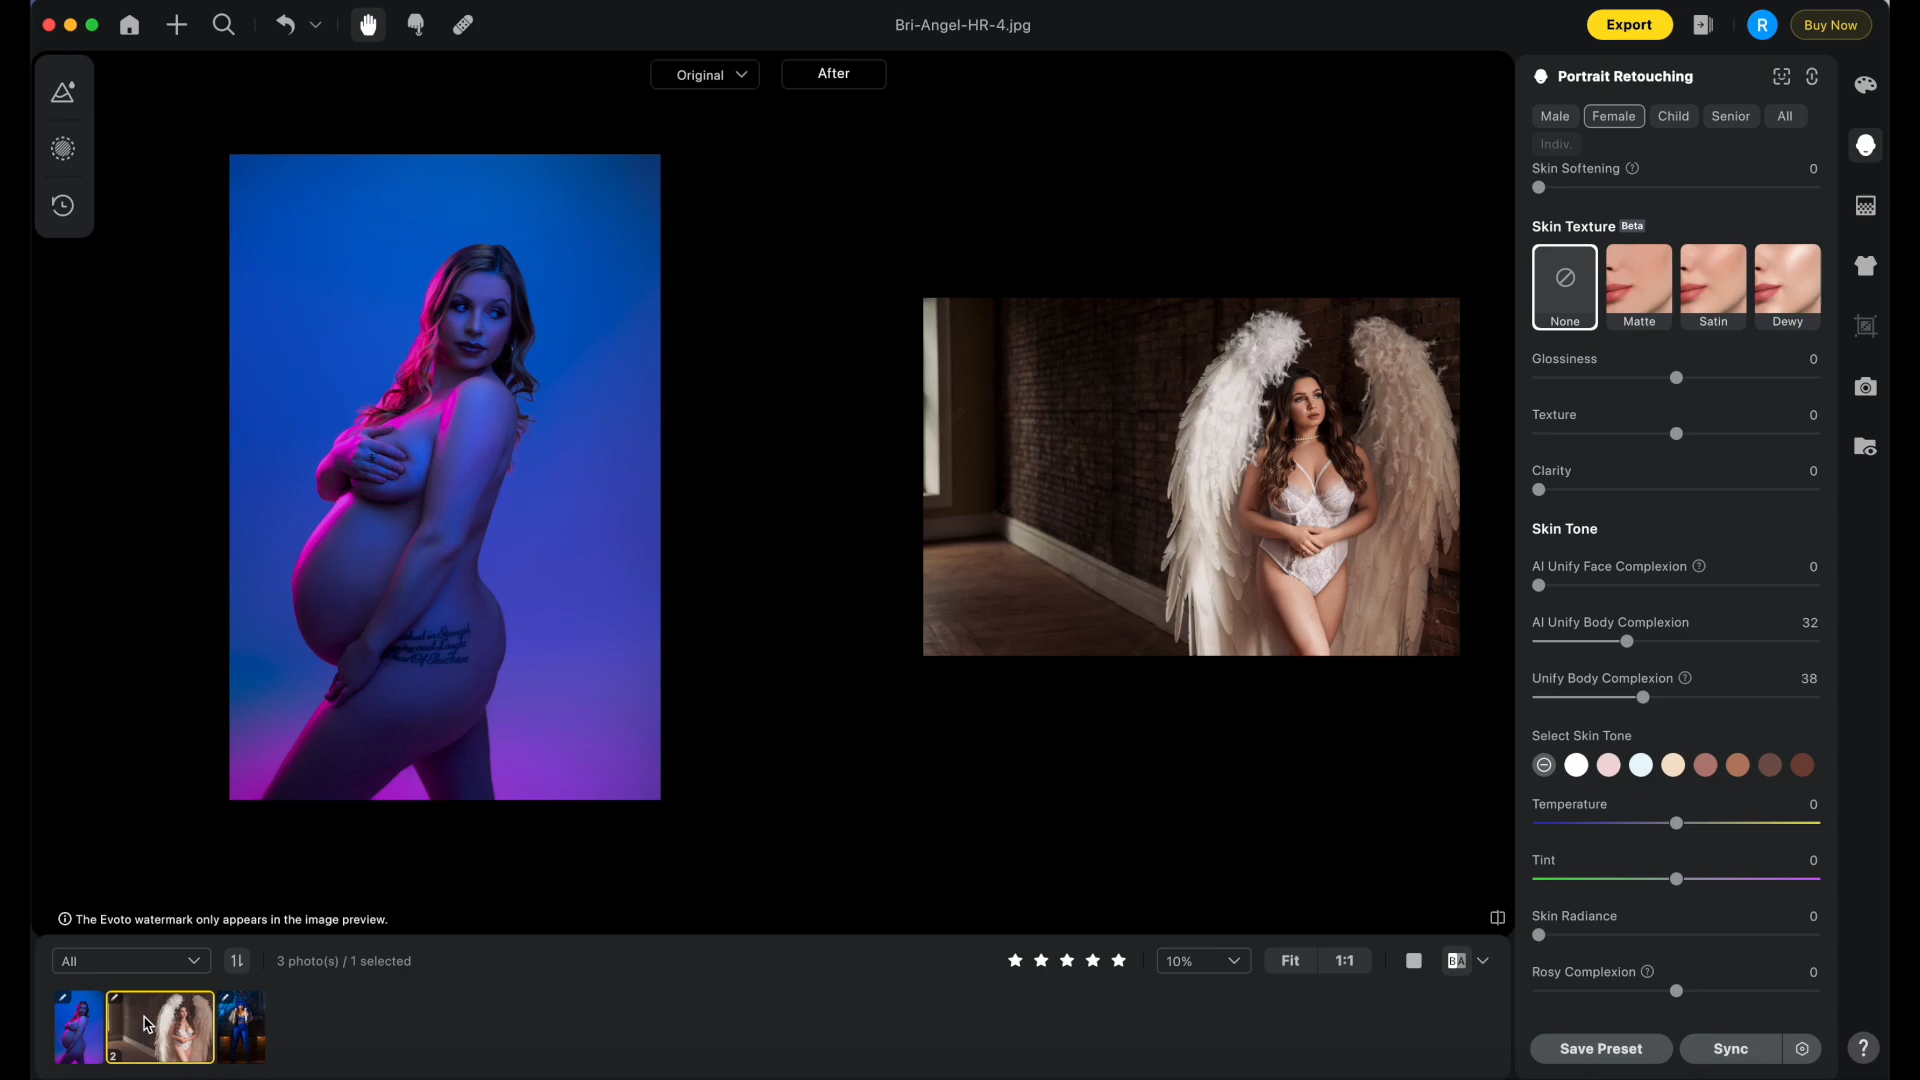 Bri-Angel-HR-4.jpg
Export
R
Buy Now
Original
After
Portrait Retouching
Male
Female
Child
Senior
All
Indiv.
Skin Softening
0
Skin Texture Beta
None
Matte
Satin
Dewy
Glossiness
0
Texture
0
Clarity
0
Skin Tone
AI Unify Face Complexion
0
AI Unify Body Complexion
32
Unify Body Complexion
38
Select Skin Tone
Temperature
0
Tint
0
Skin Radiance
0
Rosy Complexion
0
The Evoto watermark only appears in the image preview.
All
3 photo(s) / 1 selected
10%
Fit
1:1
BA
2
Save Preset
Sync